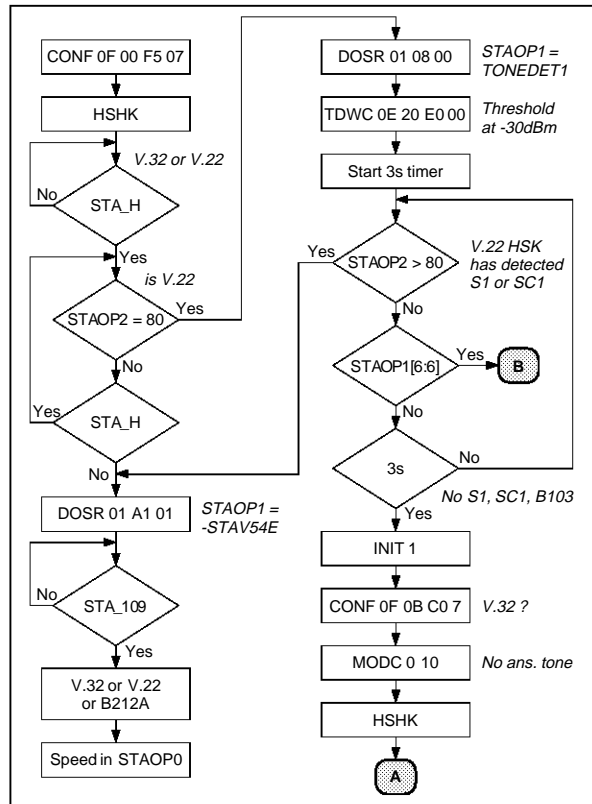 CONF 0F 00 F5 07
HSHK
V.32 or V.22
No
STA_H
Yes
is V.22
Yes
STAOP2 = 80
No
Yes
STA_H
No
DOSR 01 A1 01
STAOP1 =
-STAV54E
No
STA_109
Yes
V.32 or V.22
or B212A
Speed in STAOP0
DOSR 01 08 00
STAOP1 =
TONEDET1
TDWC 0E 20 E0 00
Threshold
at -30dBm
Start 3s timer
Yes
STAOP2 > 80
V.22 HSK
has detected
S1 or SC1
No
STAOP1[6:6]
Yes
B
No
3s
No
No S1, SC1, B103
Yes
INIT 1
CONF 0F 0B C0 7
V.32 ?
MODC 0 10
No ans. tone
HSHK
A